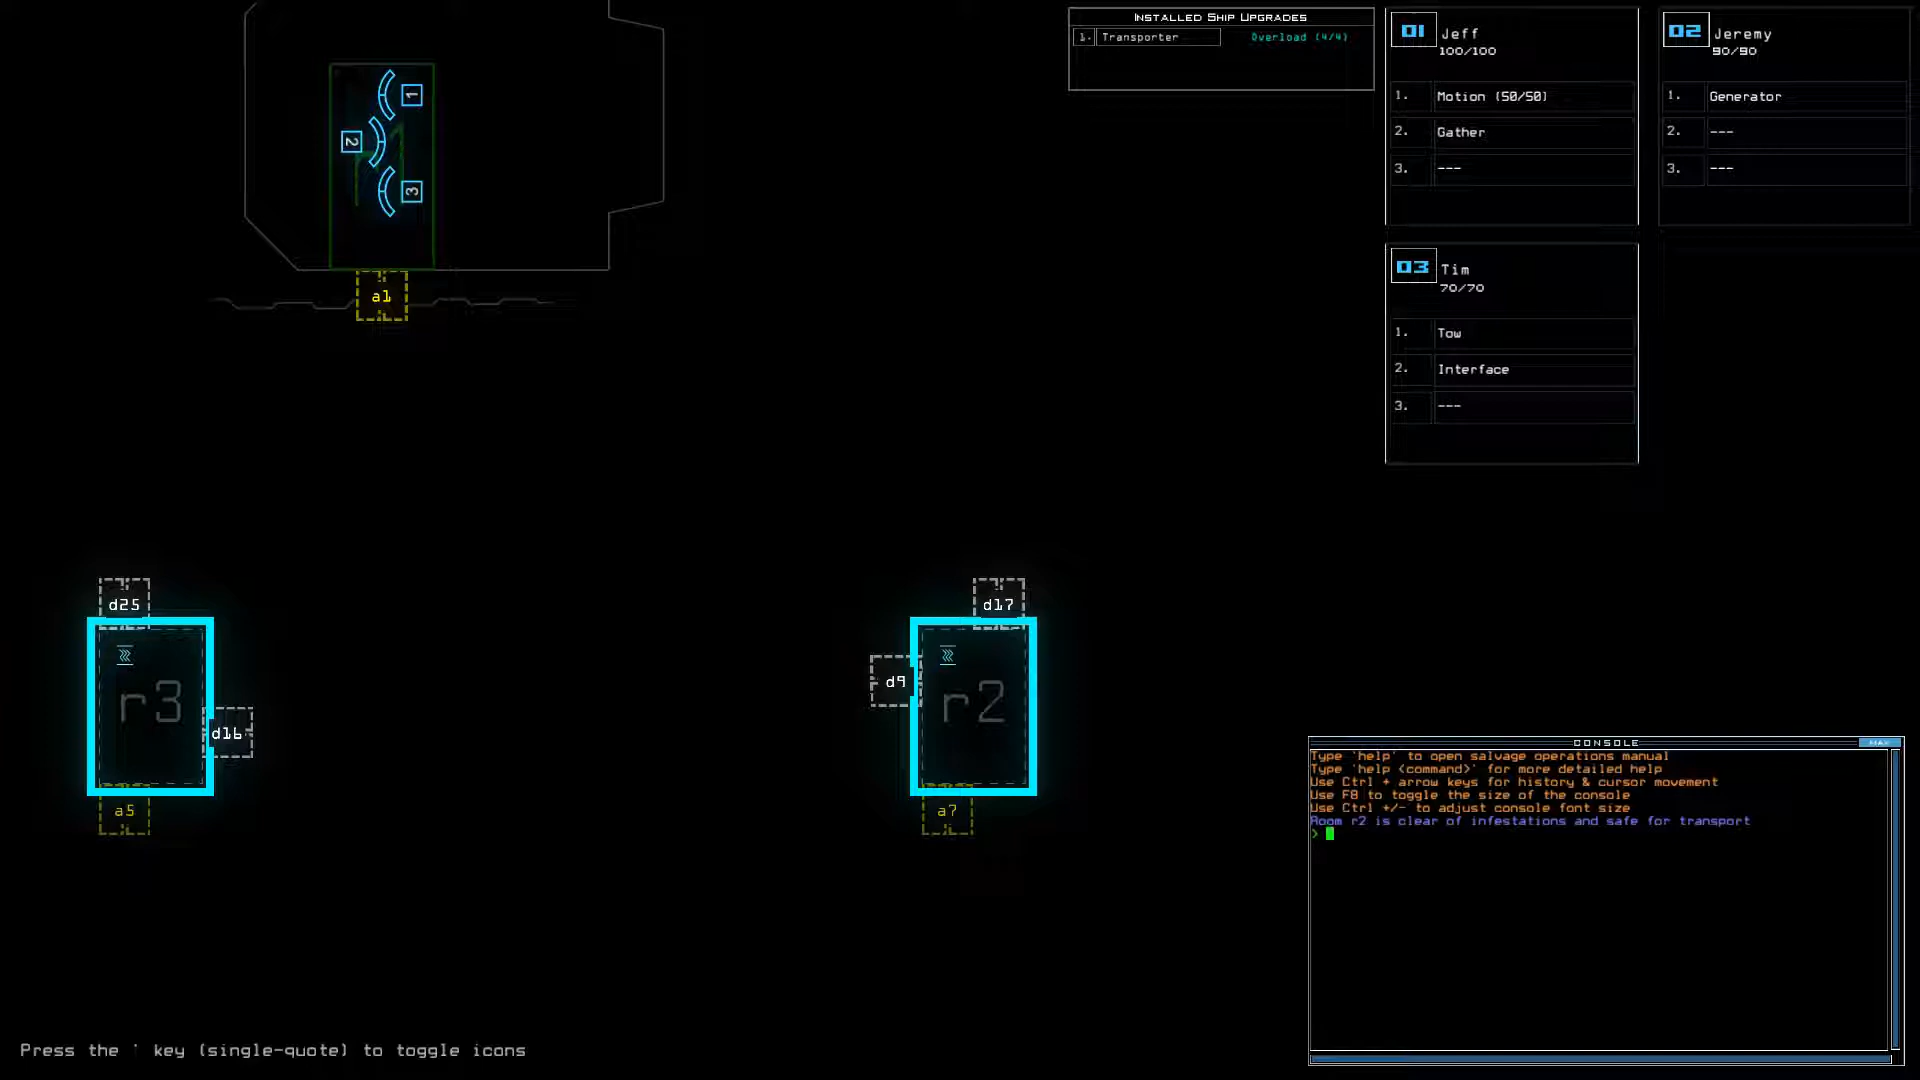 Installed Ship Upgrades
1. Transporter Overload (4/4)
01 Jeff
100/100
1. Motion (50/50)
2. Gather
3. ---
02 Jeremy
90/90
1. Generator
2. ---
3. ---
03 Tim
70/70
1. Tow
2. Interface
3. ---
1
2
3
a1
d25
r3
d16
a5
d17
d9
r2
a7
CONSOLE
MAX
Type 'help' to open salvage operations manual
Type 'help <command>' for more detailed help
Use Ctrl + arrow keys for history & cursor movement
Use F8 to toggle the size of the console
Use Ctrl +/- to adjust console font size
Room r2 is clear of infestations and safe for transport
>
Press the ' key (single-quote) to toggle icons